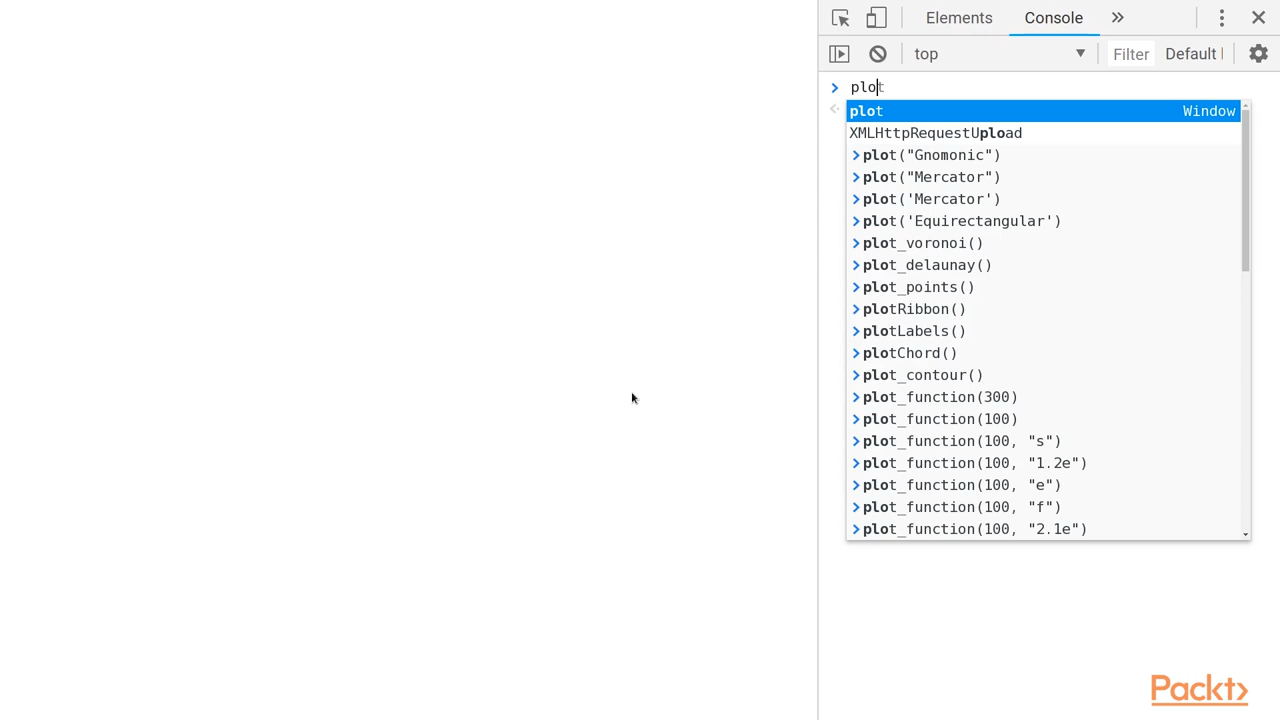 Elements Console
top Filter Default l
plot
plot Window
XMLHttpRequestUpload
plot("Gnomonic")
plot("Mercator")
plot('Mercator')
plot('Equirectangular')
plot_voronoi()
plot_delaunay()
plot_points()
plotRibbon()
plotLabels()
plotChord()
plot_contour()
plot_function(300)
plot_function(100)
plot_function(100, "s")
plot_function(100, "1.2e")
plot_function(100, "e")
plot_function(100, "f")
plot_function(100, "2.1e")
Packt